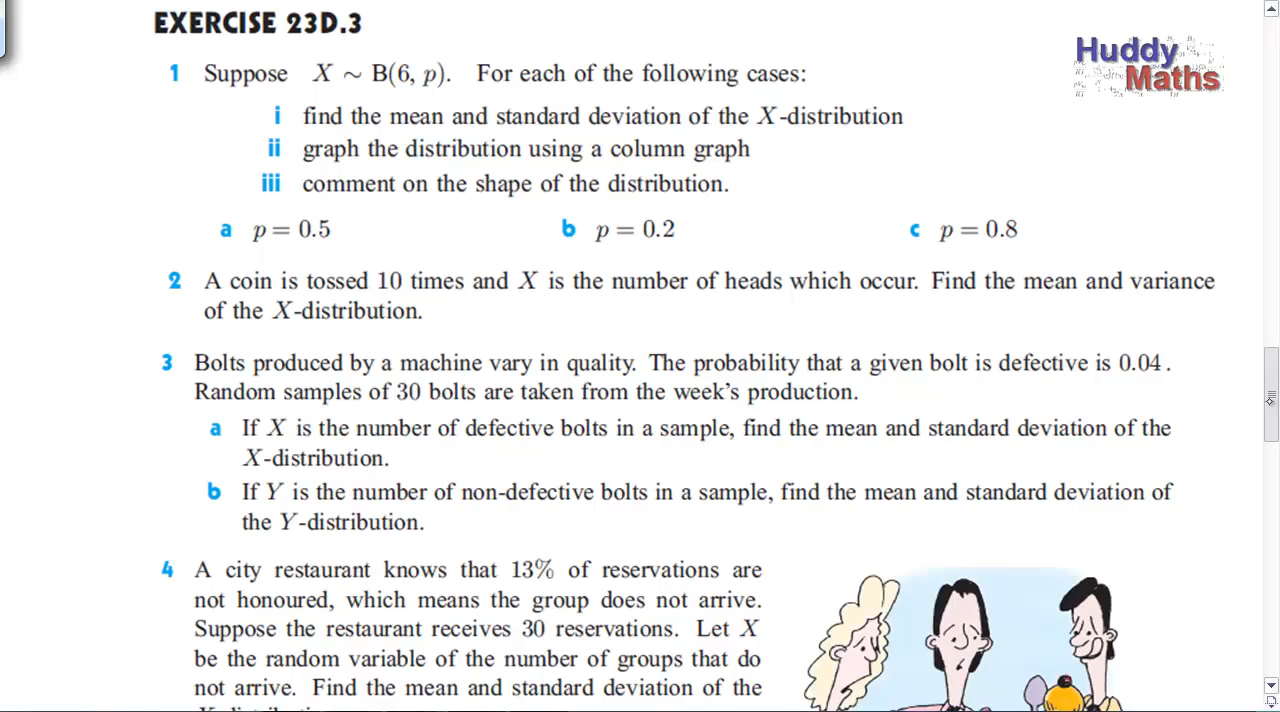 EXERCISE 23D.3
Huddy
Maths
1 Suppose X ∼ B(6, p). For each of the following cases:
i find the mean and standard deviation of the X-distribution
ii graph the distribution using a column graph
iii comment on the shape of the distribution.
a p = 0.5 b p = 0.2 c p = 0.8
2 A coin is tossed 10 times and X is the number of heads which occur. Find the mean and variance
of the X-distribution.
3 Bolts produced by a machine vary in quality. The probability that a given bolt is defective is 0.04.
Random samples of 30 bolts are taken from the week's production.
a If X is the number of defective bolts in a sample, find the mean and standard deviation of the
X-distribution.
b If Y is the number of non-defective bolts in a sample, find the mean and standard deviation of
the Y-distribution.
4 A city restaurant knows that 13% of reservations are
not honoured, which means the group does not arrive.
Suppose the restaurant receives 30 reservations. Let X
be the random variable of the number of groups that do
not arrive. Find the mean and standard deviation of the